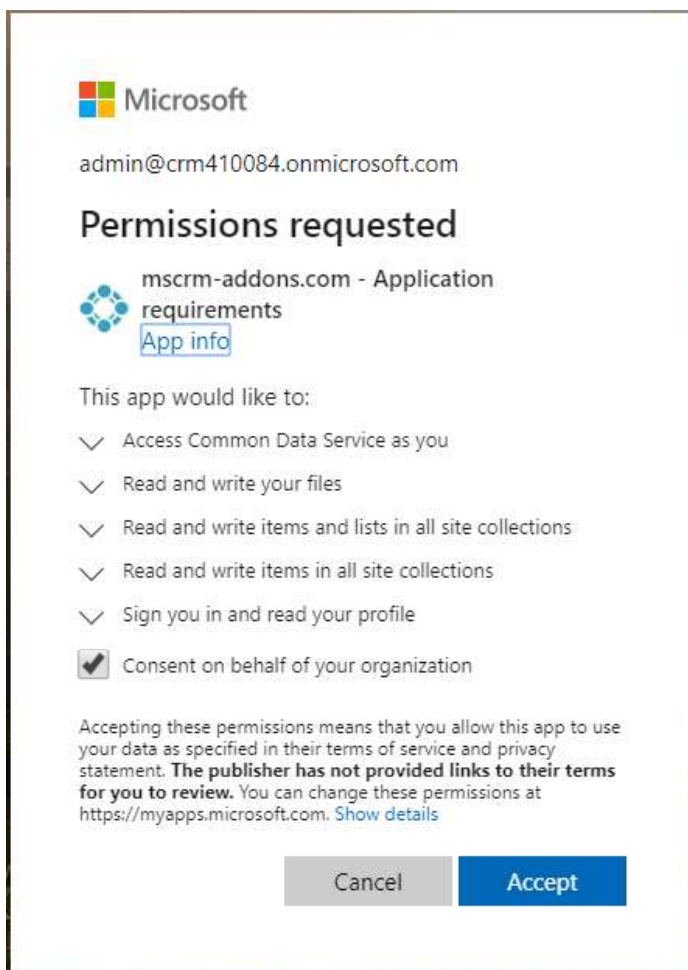 Microsoft
admin@crm410084.onmicrosoft.com
Permissions requested
mscrm-addons.com - Application
requirements
App info
This app would like to:
Access Common Data Service as you
Read and write your files
Read and write items and lists in all site collections
Read and write items in all site collections
Sign you in and read your profile
Consent on behalf of your organization
Accepting these permissions means that you allow this app to use
your data as specified in their terms of service and privacy
statement. The publisher has not provided links to their terms
for you to review. You can change these permissions at
https://myapps.microsoft.com. Show details
Cancel
Accept